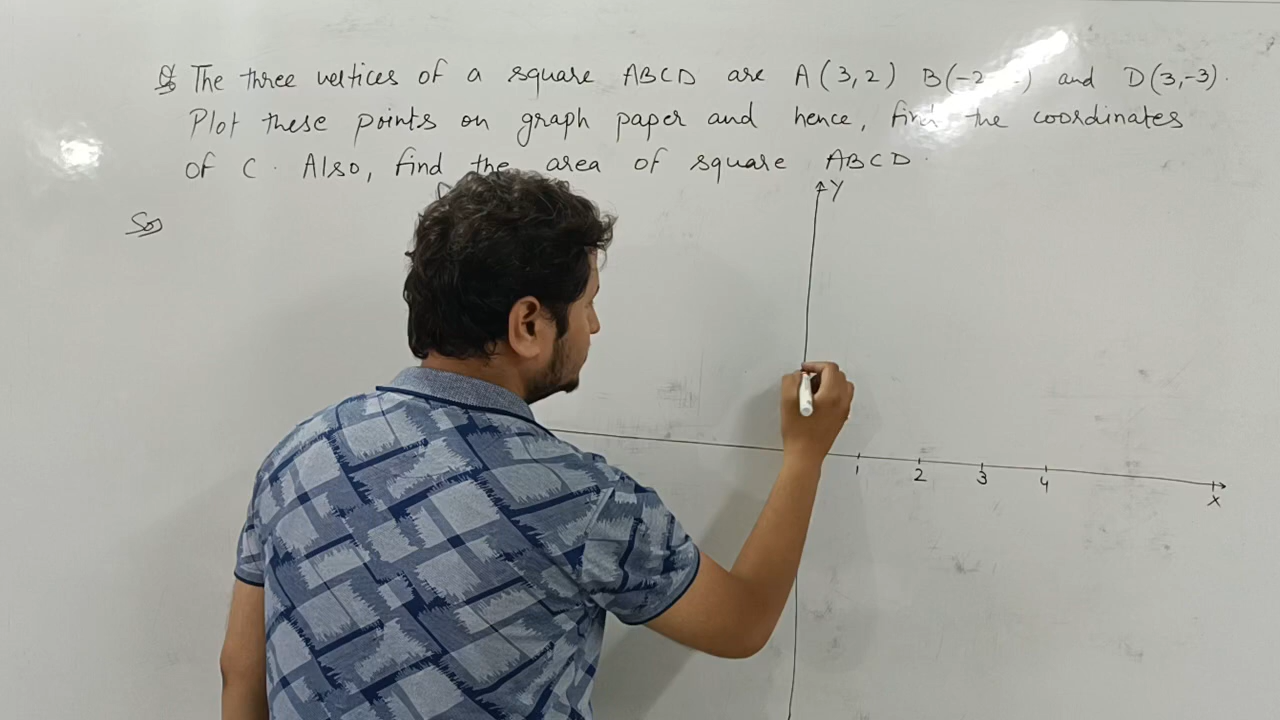 Q The three vertices of a square ABCD are A(3,2) B(-2 ) and D(3,-3).
Plot these points on graph paper and hence, find the coordinates
of C. Also, find the area of square ABCD.
Y
Sol
1 2 3 4
X